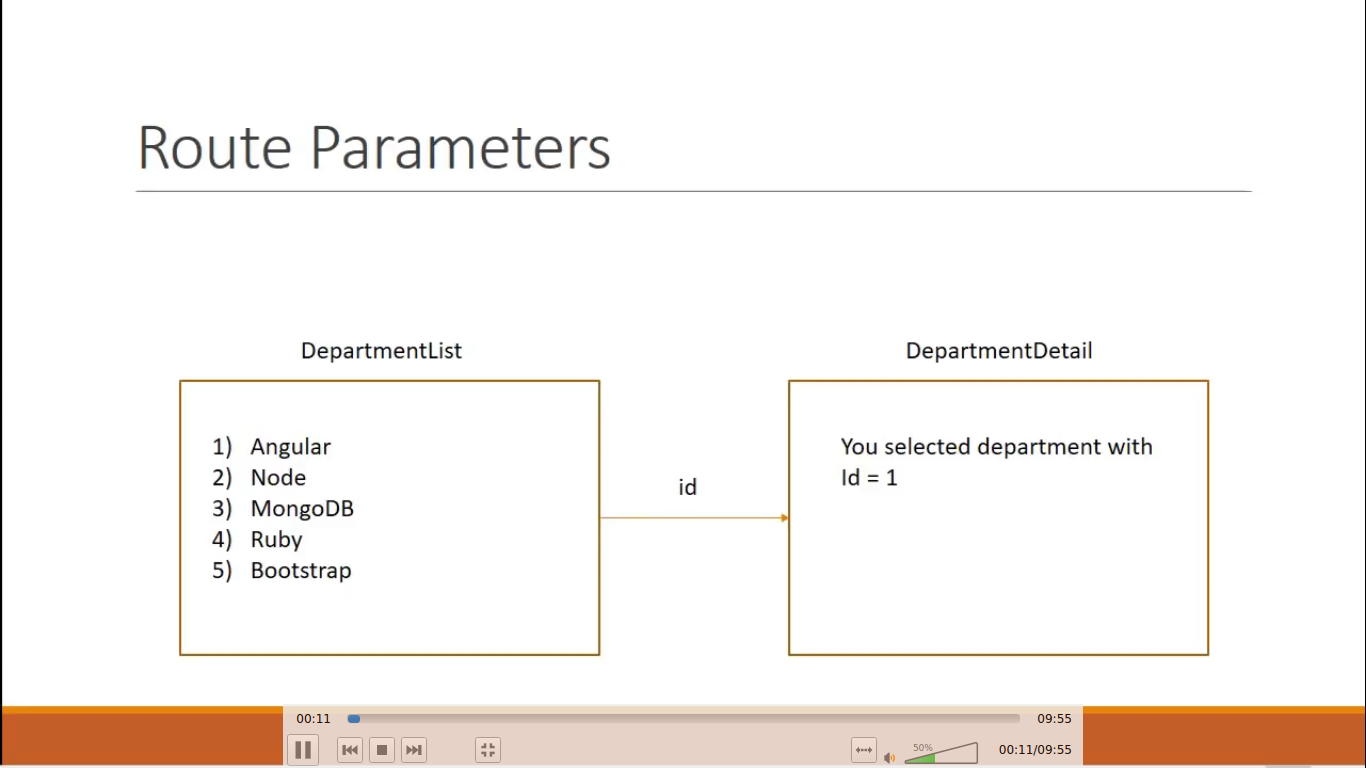 Route Parameters
DepartmentList
DepartmentDetail
1) Angular
2) Node
3) MongoDB
4) Ruby
5) Bootstrap
id
You selected department with
Id = 1
00:11
09:55
50%
00:11/09:55